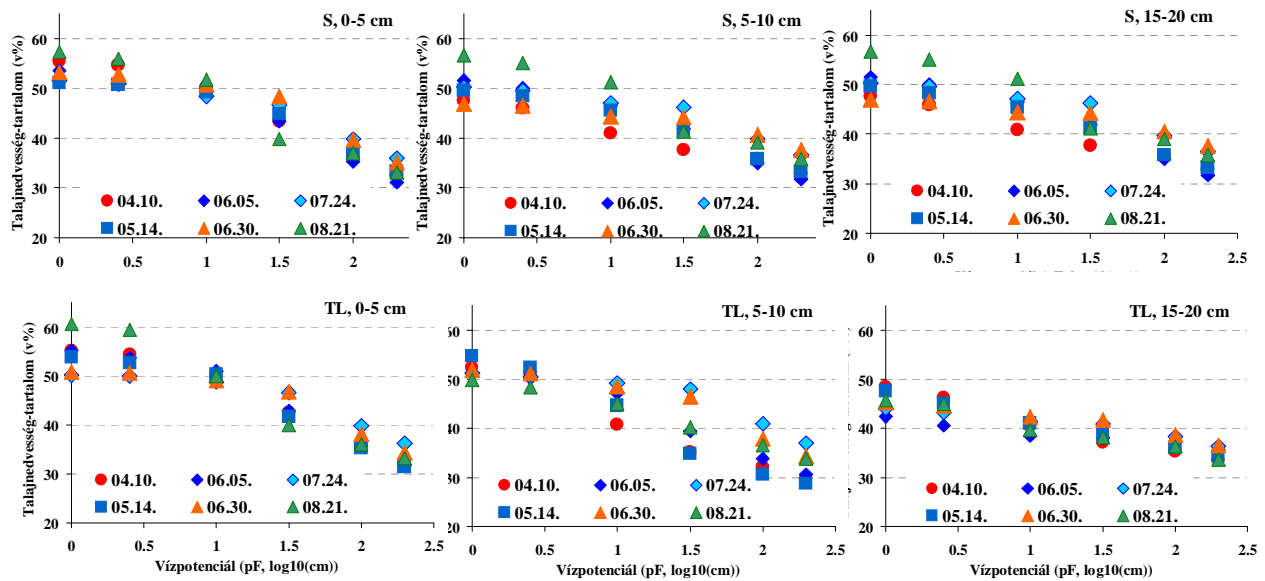 S, 0-5 cm
Talajnedvesség-tartalom (v%)
60
50
40
30
20
04.10. 06.05. 07.24.
05.14. 06.30. 08.21.
0 0.5 1 1.5 2
S, 5-10 cm
Talajnedvesség-tartalom (v%)
60
50
40
30
20
04.10. 06.05. 07.24.
05.14. 06.30. 08.21.
0 0.5 1 1.5 2
S, 15-20 cm
Talajnedvesség-tartalom (v%)
60
50
40
30
20
04.10. 06.05. 07.24.
05.14. 06.30. 08.21.
0 0.5 1 1.5 2 2.5
TL, 0-5 cm
Talajnedvesség-tartalom (v%)
60
50
40
30
20
04.10. 06.05. 07.24.
05.14. 06.30. 08.21.
0 0.5 1 1.5 2 2.5
Vízpotenciál (pF, log10(cm))
TL, 5-10 cm
60
50
40
30
20
04.10. 06.05. 07.24.
05.14. 06.30. 08.21.
0 0.5 1 1.5 2 2.5
Vízpotenciál (pF, log10(cm))
TL, 15-20 cm
60
50
40
30
20
04.10. 06.05. 07.24.
05.14. 06.30. 08.21.
0 0.5 1 1.5 2 2.5
Vízpotenciál (pF, log10(cm))